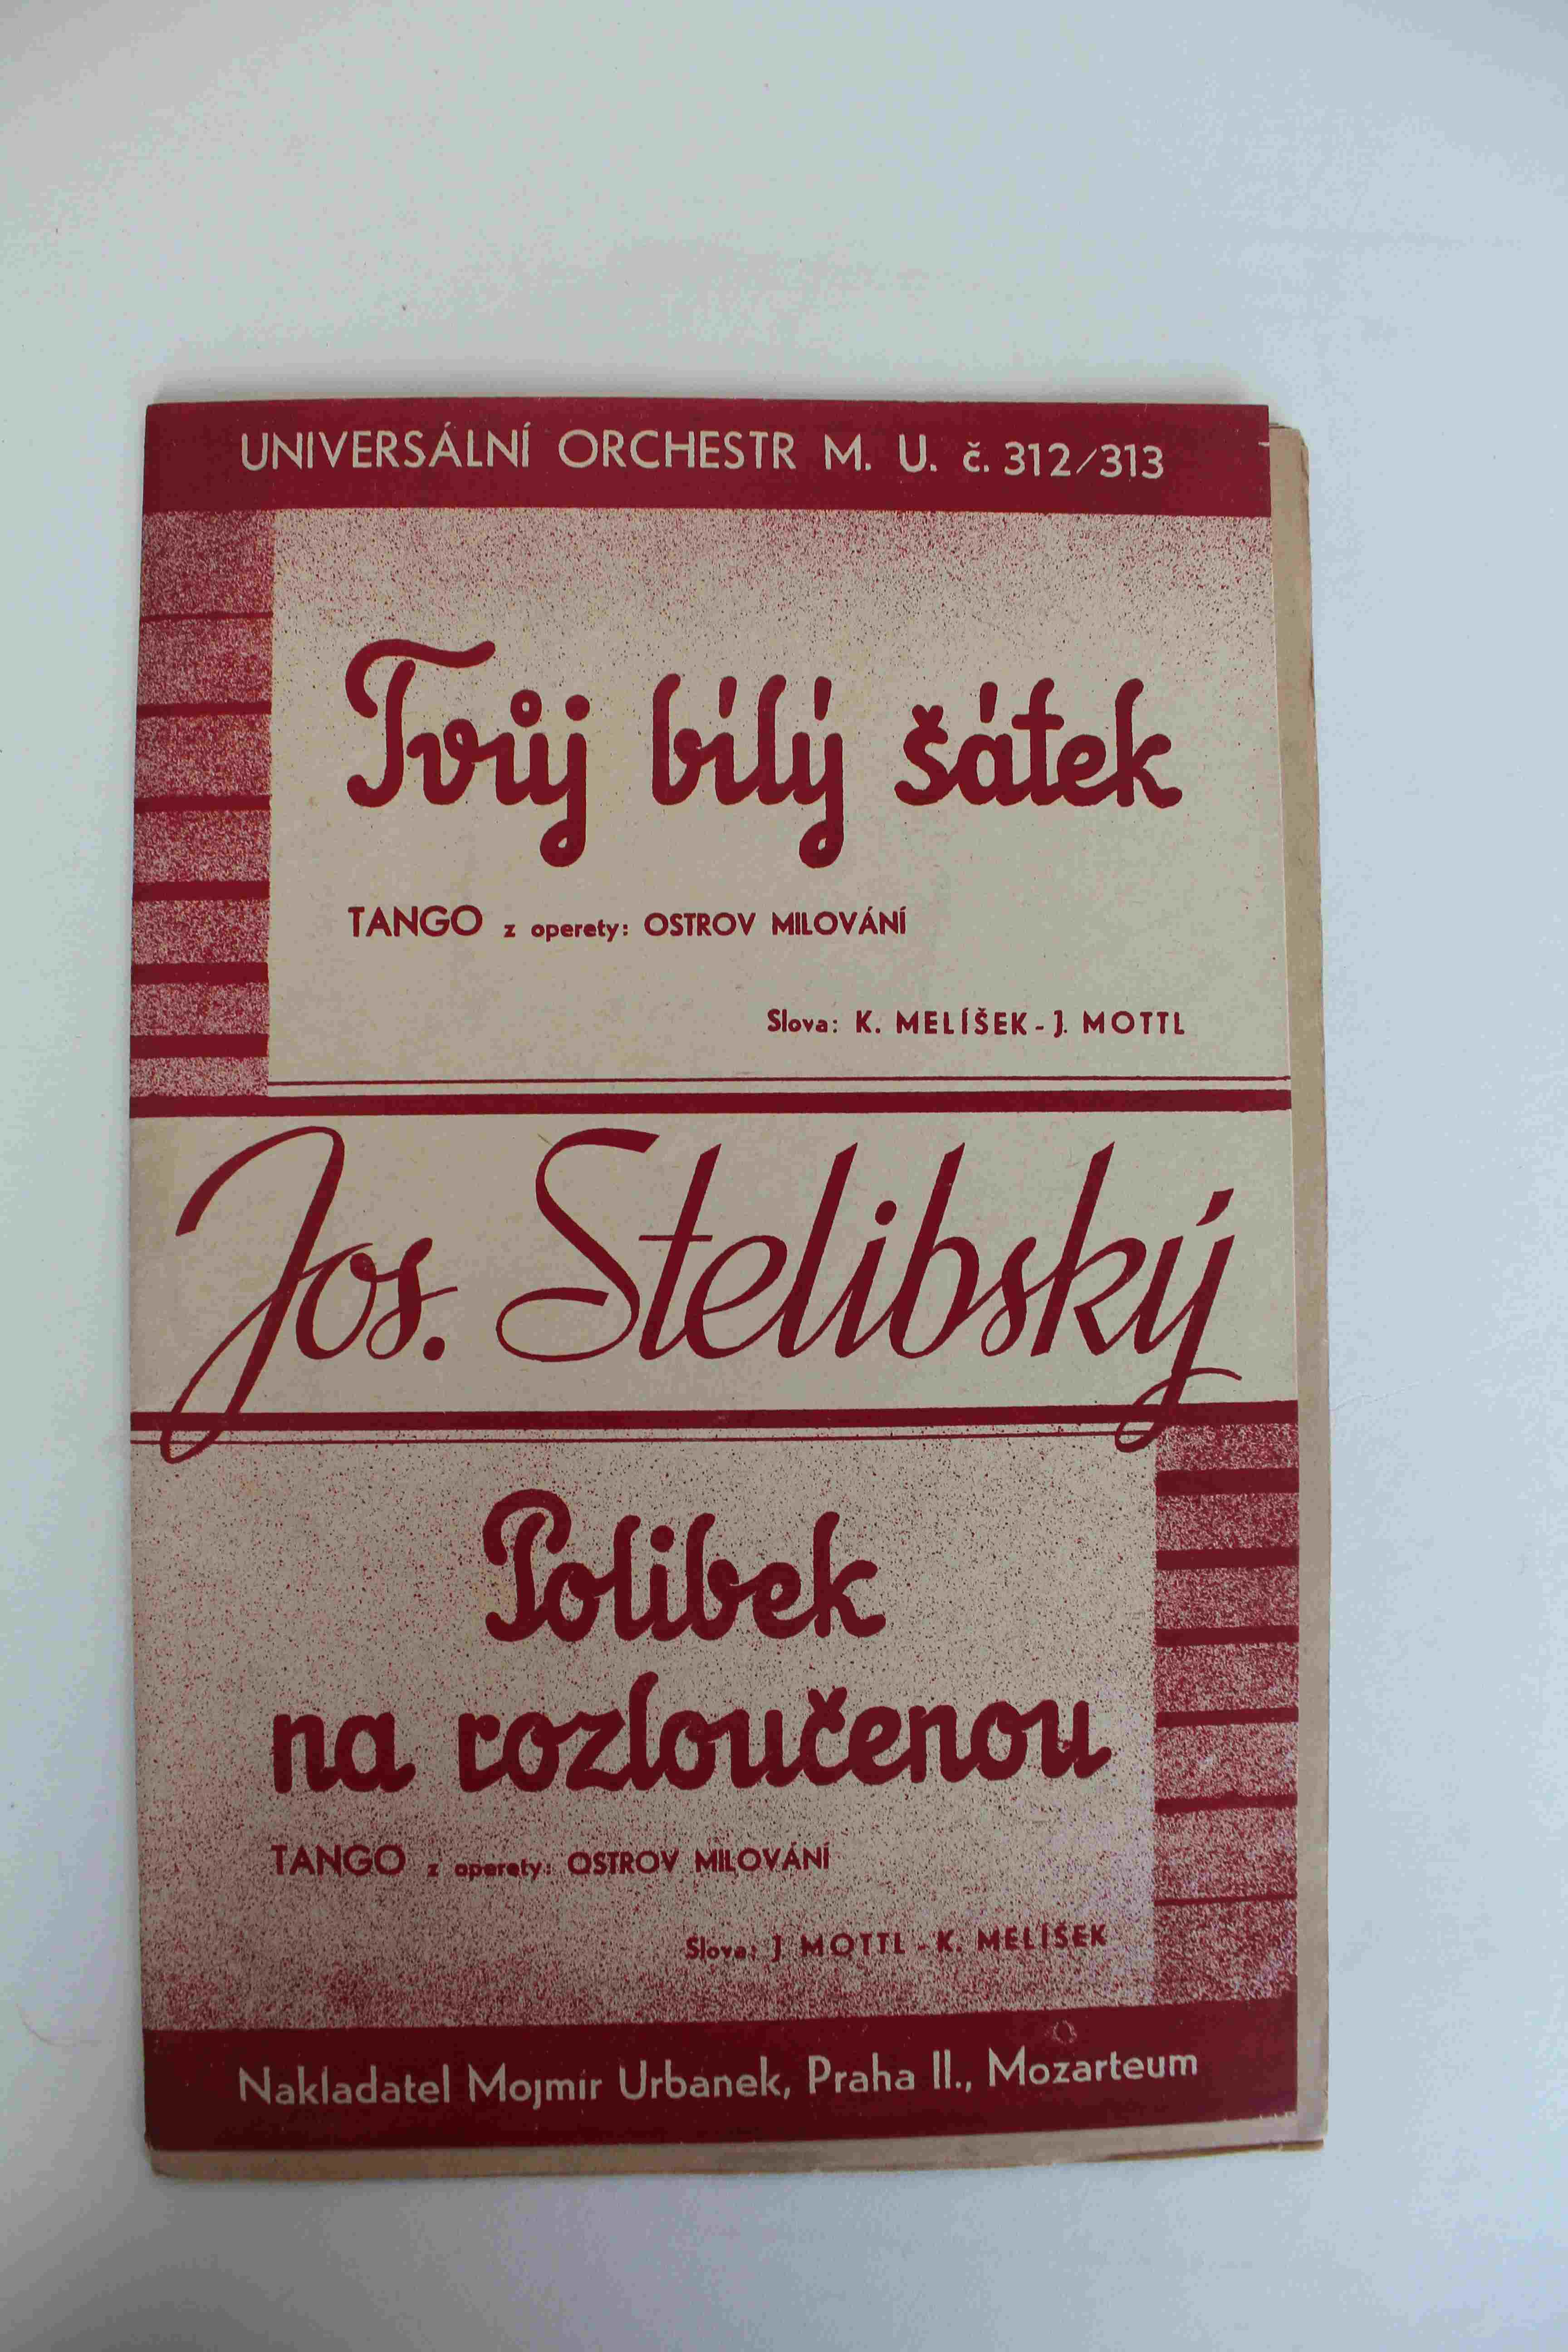 UNIVERSÁLNÍ ORCHESTR M. U. č. 312/313
Tvůj bílý šátek
TANGO z operety: OSTROV MILOVÁNÍ
Slova: K. MELÍŠEK - J. MOTTL
Jos. Stelibský
Polibek
na rozloučenou
TANGO z operety: OSTROV MILOVÁNÍ
Slova: J MOTTL - K. MELÍŠEK
Nakladatel Mojmír Urbanek, Praha II., Mozarteum